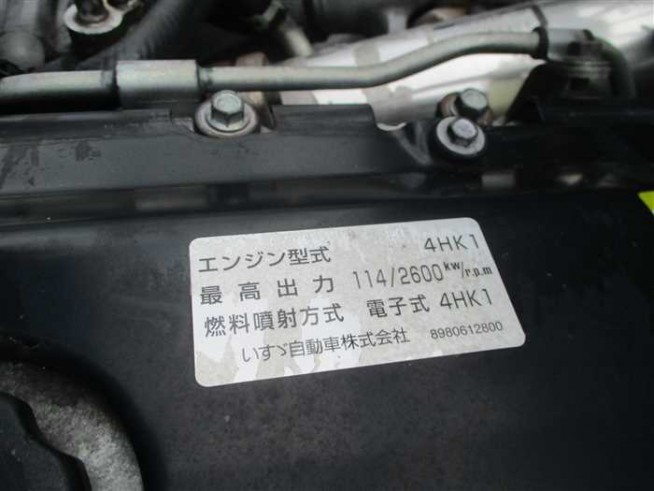 エンジン型式 4HK1
最高出力 114/2600 kw/r.p.m
燃料噴射方式 電子式 4HK1
いすゞ自動車株式会社 8980612800